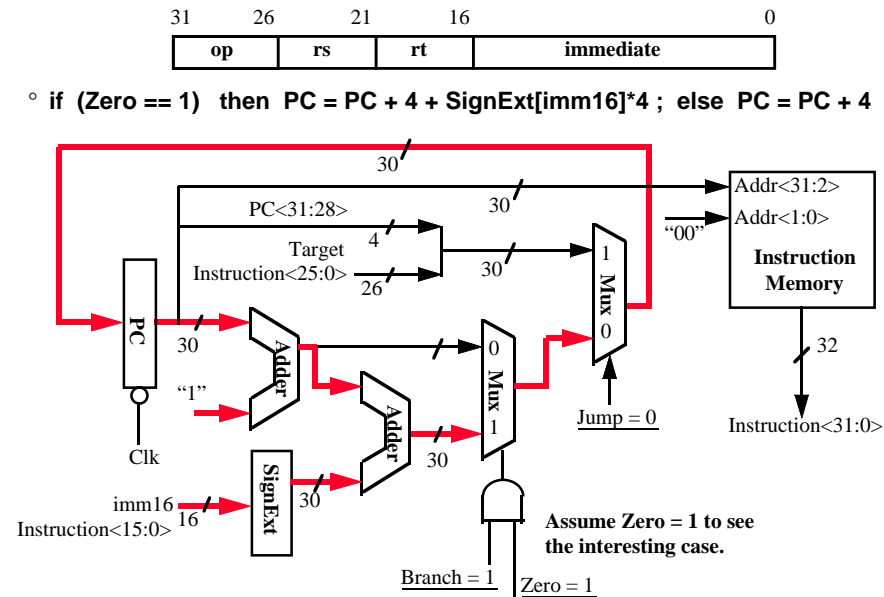 31 26 21 16 0
op rs rt immediate
° if (Zero == 1) then PC = PC + 4 + SignExt[imm16]*4 ; else PC = PC + 4
30
30
Addr<31:2>
PC<31:28>
4
Addr<1:0>
“00”
Target
Instruction<25:0>
26
30
1
Mux
0
Instruction
Memory
PC
30
Adder
0
Mux
1
32
“1”
Adder
30
Jump = 0
Instruction<31:0>
Clk
SignExt
30
imm16
16
Instruction<15:0>
Assume Zero = 1 to see
the interesting case.
Branch = 1
Zero = 1